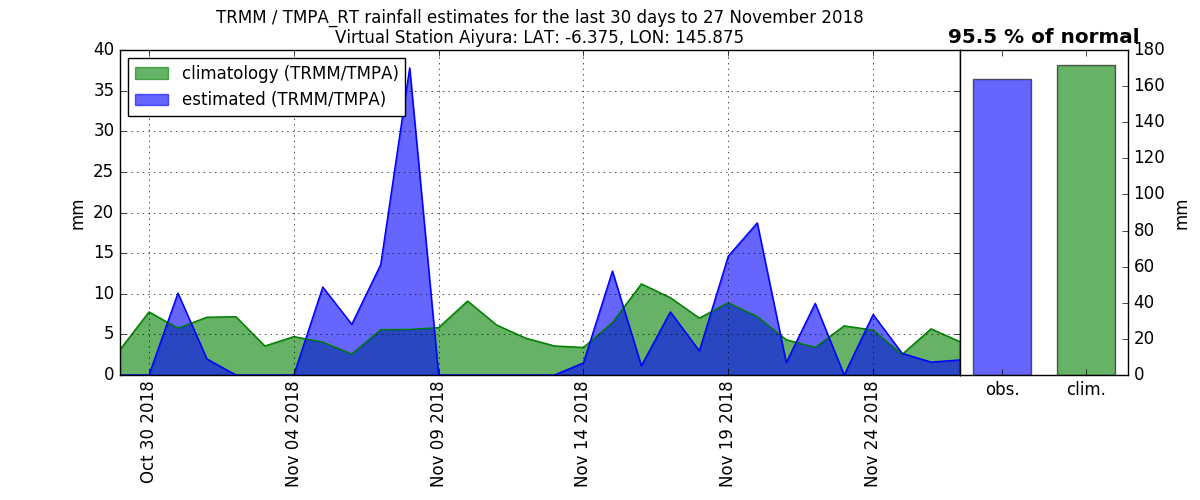 TRMM / TMPA_RT rainfall estimates for the last 30 days to 27 November 2018
Virtual Station Aiyura: LAT: -6.375, LON: 145.875
95.5 % of normal
climatology (TRMM/TMPA)
estimated (TRMM/TMPA)
mm
40
35
30
25
20
15
10
5
0
Oct 30 2018
Nov 04 2018
Nov 09 2018
Nov 14 2018
Nov 19 2018
Nov 24 2018
180
160
140
120
100
80
60
40
20
0
mm
obs.
clim.